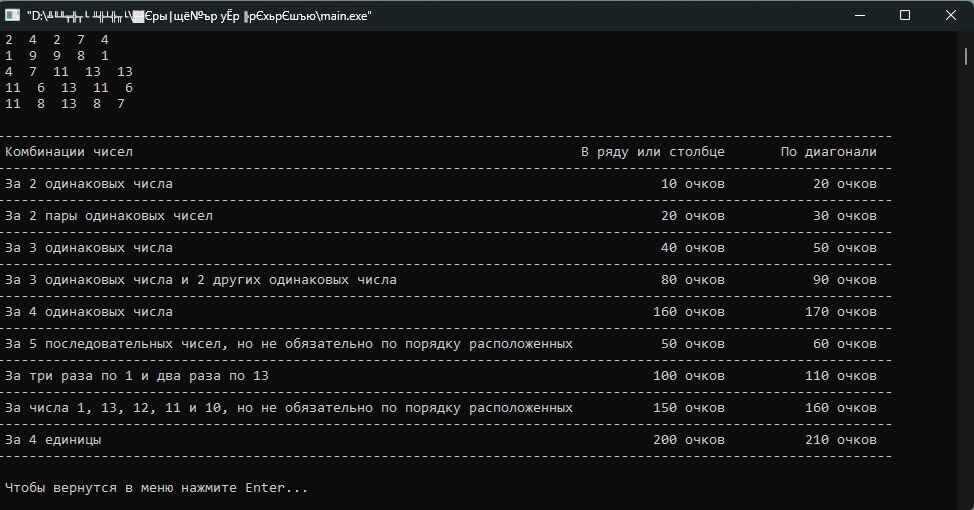 2 4 2 7 4
1 9 9 8 1
4 7 11 13 13
11 6 13 11 6
11 8 13 8 7
Комбинации чисел В ряду или столбце По диагонали
За 2 одинаковых числа 10 очков 20 очков
За 2 пары одинаковых чисел 20 очков 30 очков
За 3 одинаковых числа 40 очков 50 очков
За 3 одинаковых числа и 2 других одинаковых числа 80 очков 90 очков
За 4 одинаковых числа 160 очков 170 очков
За 5 последовательных чисел, но не обязательно по порядку расположенных 50 очков 60 очков
За три раза по 1 и два раза по 13 100 очков 110 очков
За числа 1, 13, 12, 11 и 10, но не обязательно по порядку расположенных 150 очков 160 очков
За 4 единицы 200 очков 210 очков
Чтобы вернутся в меню нажмите Enter...